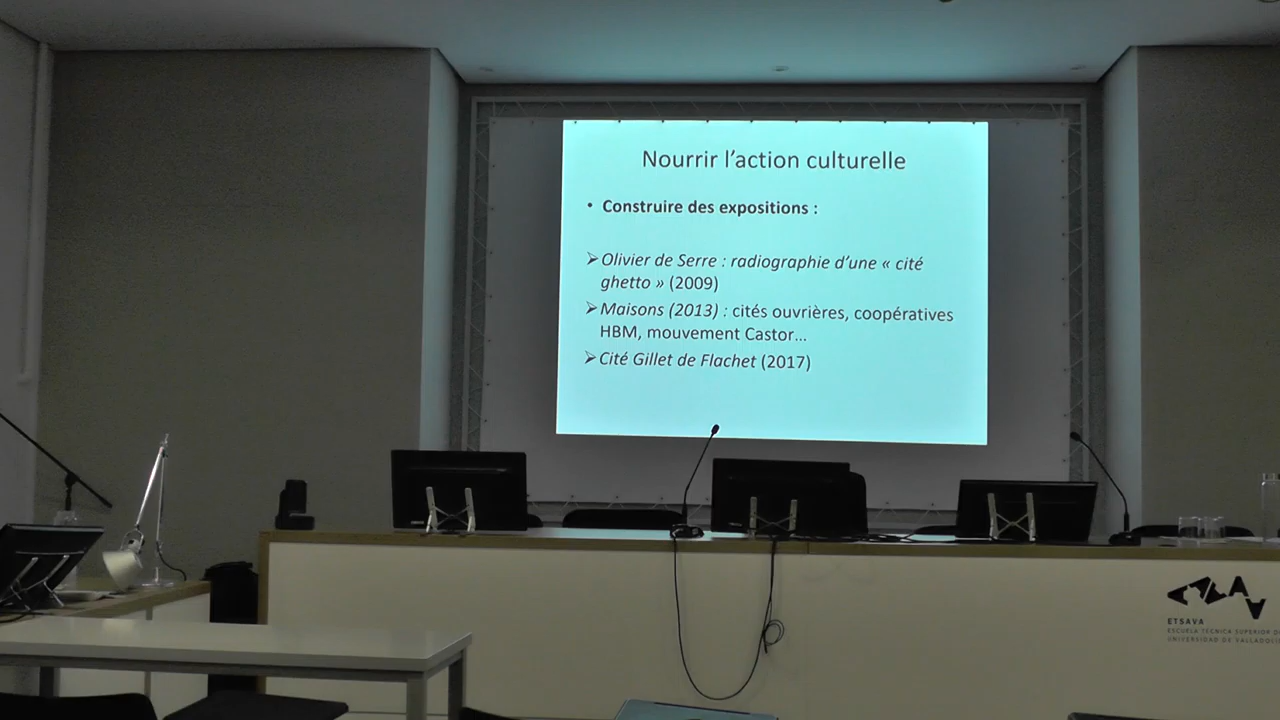 Nourrir l'action culturelle
• Construire des expositions :
➢ Olivier de Serre : radiographie d'une « cité
ghetto » (2009)
➢ Maisons (2013) : cités ouvrières, coopératives
HBM, mouvement Castor...
➢ Cité Gillet de Flachet (2017)
ETSAVA
ESCUELA TÉCNICA SUPERIOR
UNIVERSIDAD DE